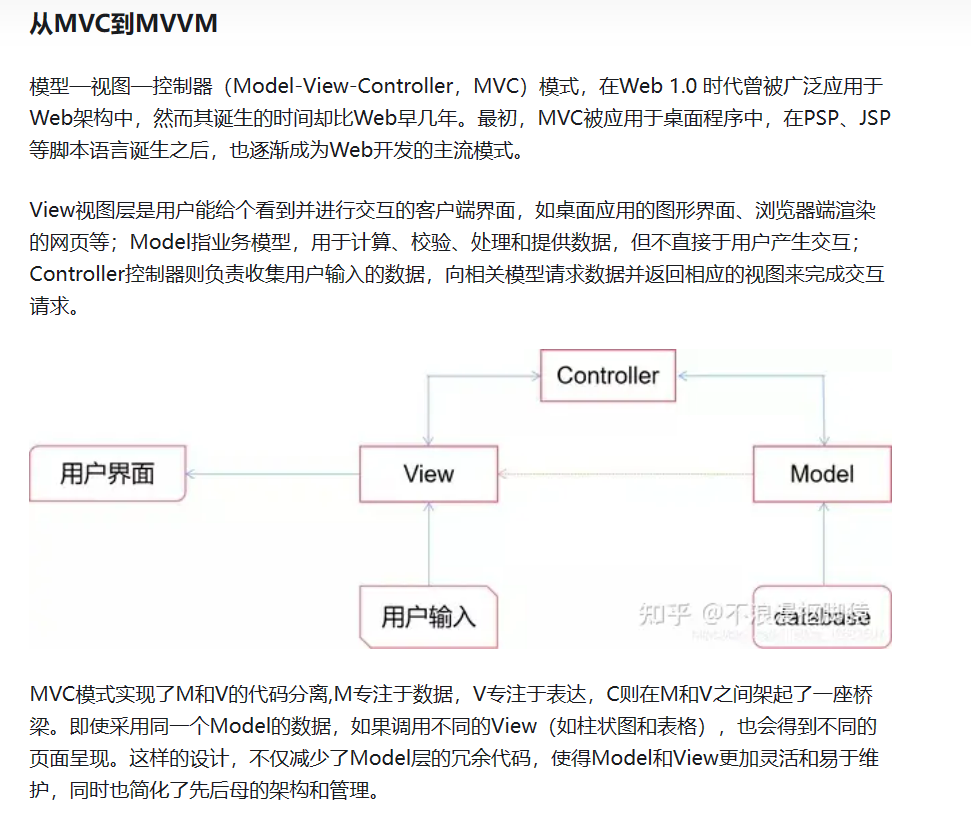 从MVC到MVVM
模型—视图—控制器（Model-View-Controller，MVC）模式，在Web 1.0 时代曾被广泛应用于
Web架构中，然而其诞生的时间却比Web早几年。最初，MVC被应用于桌面程序中，在PSP、JSP
等脚本语言诞生之后，也逐渐成为Web开发的主流模式。
View视图层是用户能给个看到并进行交互的客户端界面，如桌面应用的图形界面、浏览器端渲染
的网页等；Model指业务模型，用于计算、校验、处理和提供数据，但不直接于用户产生交互；
Controller控制器则负责收集用户输入的数据，向相关模型请求数据并返回相应的视图来完成交互
请求。
Controller
用户界面
View
Model
用户输入
database
知乎 @不浪漫
MVC模式实现了M和V的代码分离,M专注于数据，V专注于表达，C则在M和V之间架起了一座桥
梁。即使采用同一个Model的数据，如果调用不同的View（如柱状图和表格），也会得到不同的
页面呈现。这样的设计，不仅减少了Model层的冗余代码，使得Model和View更加灵活和易于维
护，同时也简化了先后母的架构和管理。